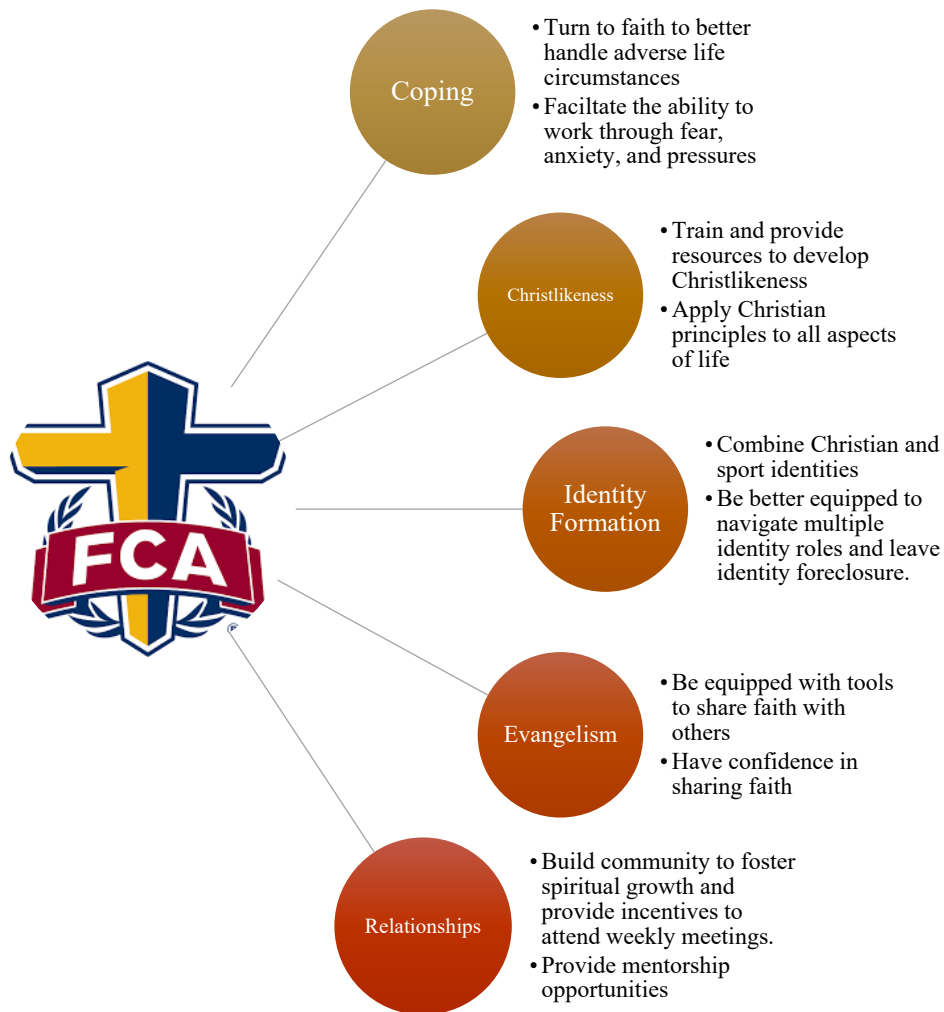 Coping
• Turn to faith to better
handle adverse life
circumstances
• Faciltate the ability to
work through fear,
anxiety, and pressures
Christlikeness
• Train and provide
resources to develop
Christlikeness
• Apply Christian
principles to all aspects
of life
FCA
®
Identity
Formation
• Combine Christian and
sport identities
• Be better equipped to
navigate multiple
identity roles and leave
identity foreclosure.
Evangelism
• Be equipped with tools
to share faith with
others
• Have confidence in
sharing faith
Relationships
• Build community to foster
spiritual growth and
provide incentives to
attend weekly meetings.
• Provide mentorship
opportunities